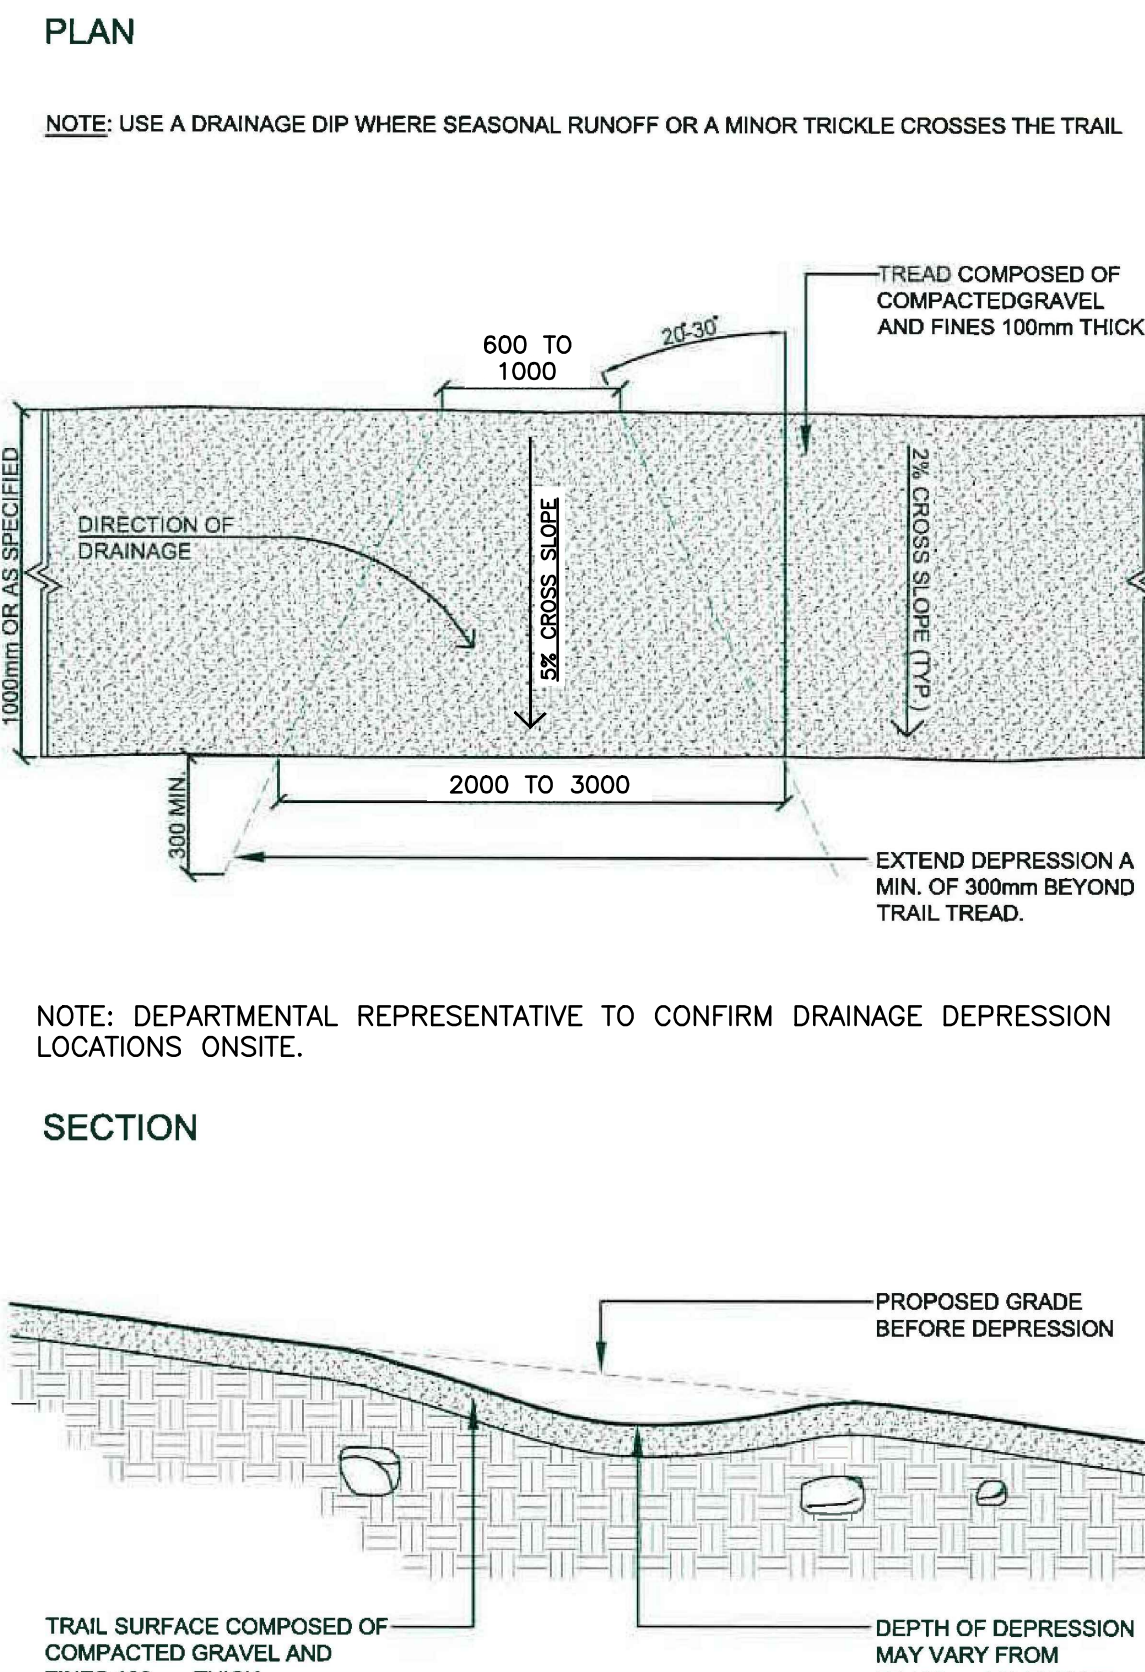 PLAN
NOTE: USE A DRAINAGE DIP WHERE SEASONAL RUNOFF OR A MINOR TRICKLE CROSSES THE TRAIL
TREAD COMPOSED OF
COMPACTEDGRAVEL
AND FINES 100mm THICK
20°-30°
600 TO
1000
1000mm OR AS SPECIFIED
DIRECTION OF
DRAINAGE
5% CROSS SLOPE
2% CROSS SLOPE (TYP.)
2000 TO 3000
300 MIN.
EXTEND DEPRESSION A
MIN. OF 300mm BEYOND
TRAIL TREAD.
NOTE: DEPARTMENTAL REPRESENTATIVE TO CONFIRM DRAINAGE DEPRESSION
LOCATIONS ONSITE.
SECTION
PROPOSED GRADE
BEFORE DEPRESSION
TRAIL SURFACE COMPOSED OF
COMPACTED GRAVEL AND
DEPTH OF DEPRESSION
MAY VARY FROM